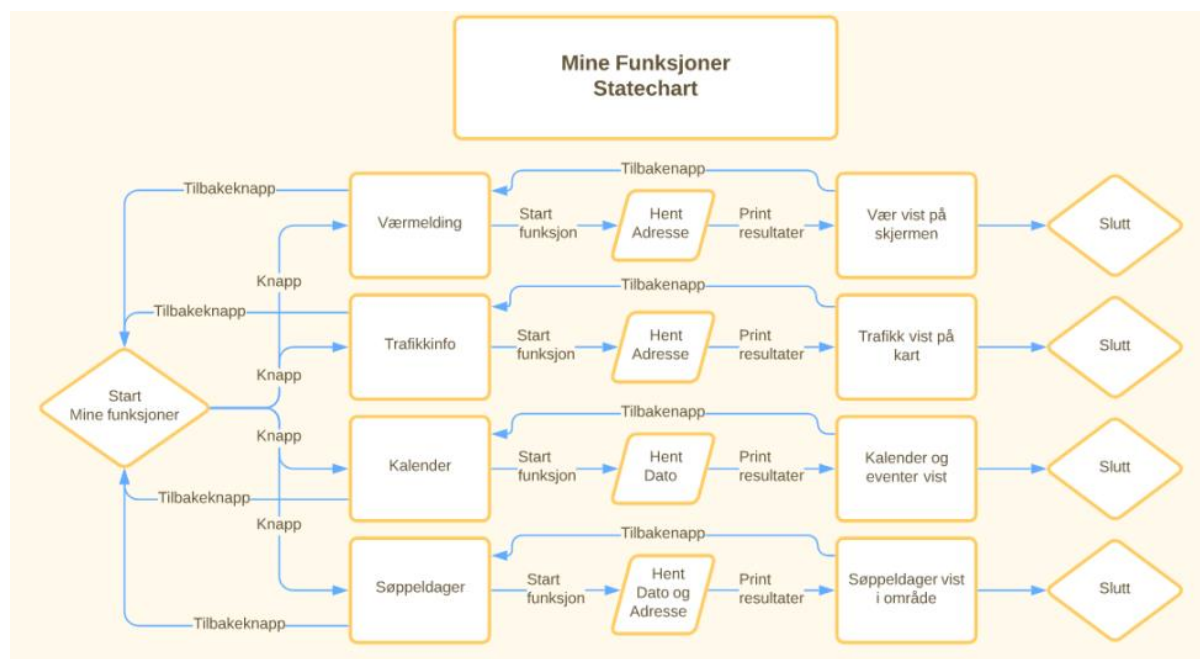 Mine Funksjoner
Statechart
Tilbakenapp
Tilbakeknapp
Værmelding
Start
funksjon
Hent
Adresse
Print
resultater
Vær vist på
skjermen
Slutt
Knapp
Tilbakenapp
Tilbakeknapp
Trafikkinfo
Start
funksjon
Hent
Adresse
Print
resultater
Trafikk vist på
kart
Slutt
Knapp
Start
Mine funksjoner
Tilbakenapp
Knapp
Kalender
Start
funksjon
Hent
Dato
Print
resultater
Kalender og
eventer vist
Slutt
Tilbakeknapp
Knapp
Tilbakenapp
Søppeldager
Start
funksjon
Hent
Dato og
Adresse
Print
resultater
Søppeldager vist
i område
Slutt
Tilbakeknapp